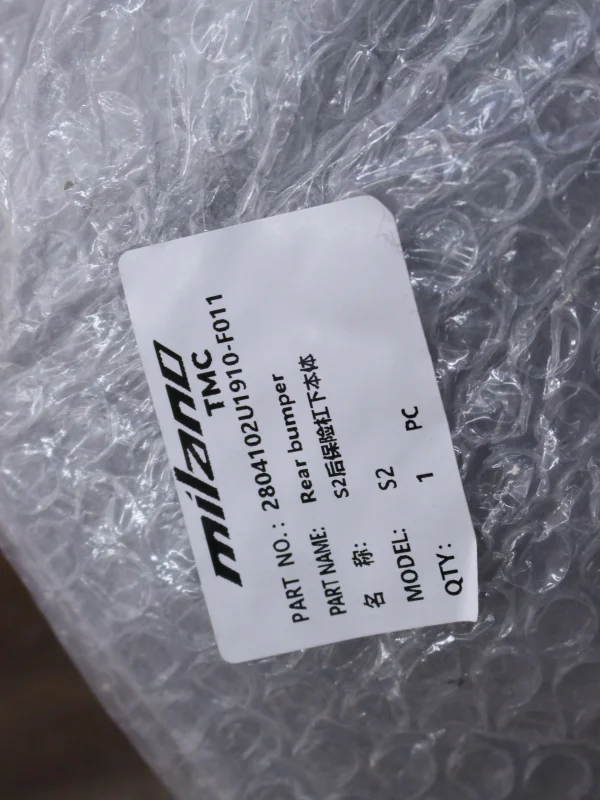 milano
TMC
PART NO.: 2804102U1910-F011
PART NAME: Rear bumper
名 称: S2后保险杠下本体
MODEL: S2
QTY: 1 PC